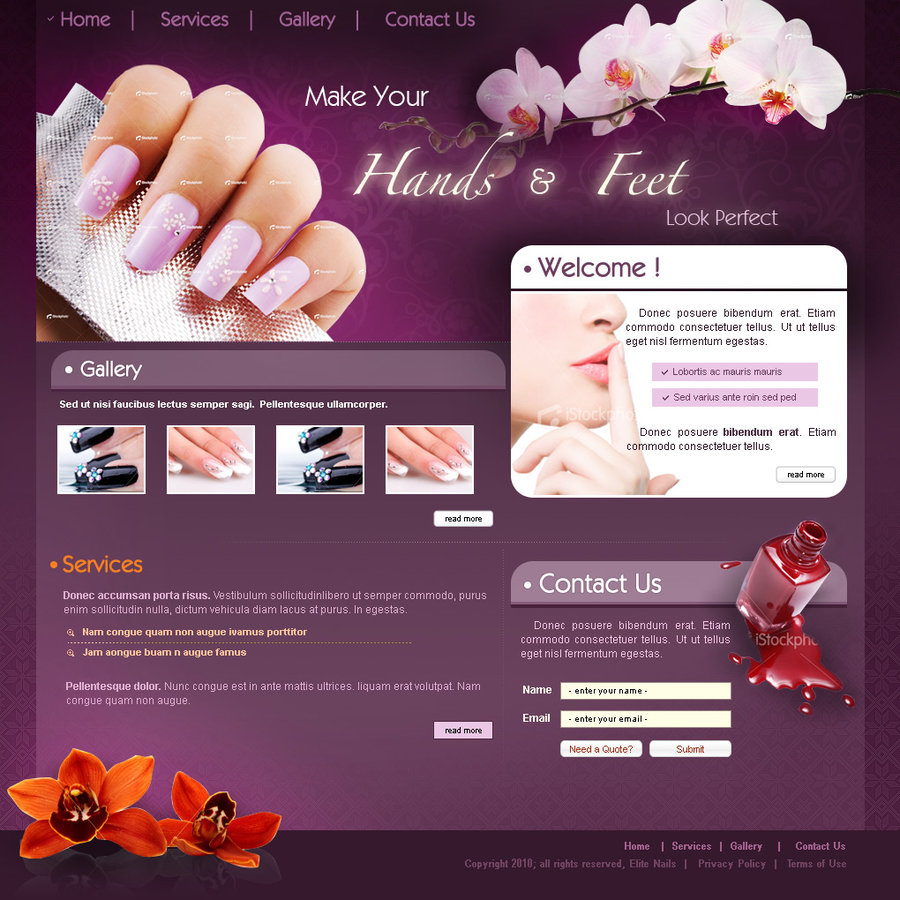 Home | Services | Gallery | Contact Us
Make Your
Hands & Feet
Look Perfect
• Welcome !
Donec posuere bibendum erat. Etiam
commodo consectetuer tellus. Ut ut tellus
eget nisl fermentum egestas.
Lobortis ac mauris mauris
Sed varius ante roin sed ped
iStockpho
Donec posuere bibendum erat. Etiam
commodo consectetuer tellus.
read more
• Gallery
Sed ut nisi faucibus lectus semper sagi. Pellentesque ullamcorper.
read more
• Services
Donec accumsan porta risus. Vestibulum sollicitudinlibero ut semper commodo, purus
enim sollicitudin nulla, dictum vehicula diam lacus at purus. In egestas.
Nam congue quam non augue ivamus porttitor
Jam aongue buam n augue famus
Pellentesque dolor. Nunc congue est in ante mattis ultrices. liquam erat volutpat. Nam
congue quam non augue.
read more
• Contact Us
Donec posuere bibendum erat. Etiam
commodo consectetuer tellus. Ut ut tellus
eget nisl fermentum egestas.
iStockpho
Name - enter your name -
Email - enter your email -
Need a Quote? Submit
Home | Services | Gallery | Contact Us
Copyright 2010; all rights reserved, Elite Nails | Privacy Policy | Terms of Use